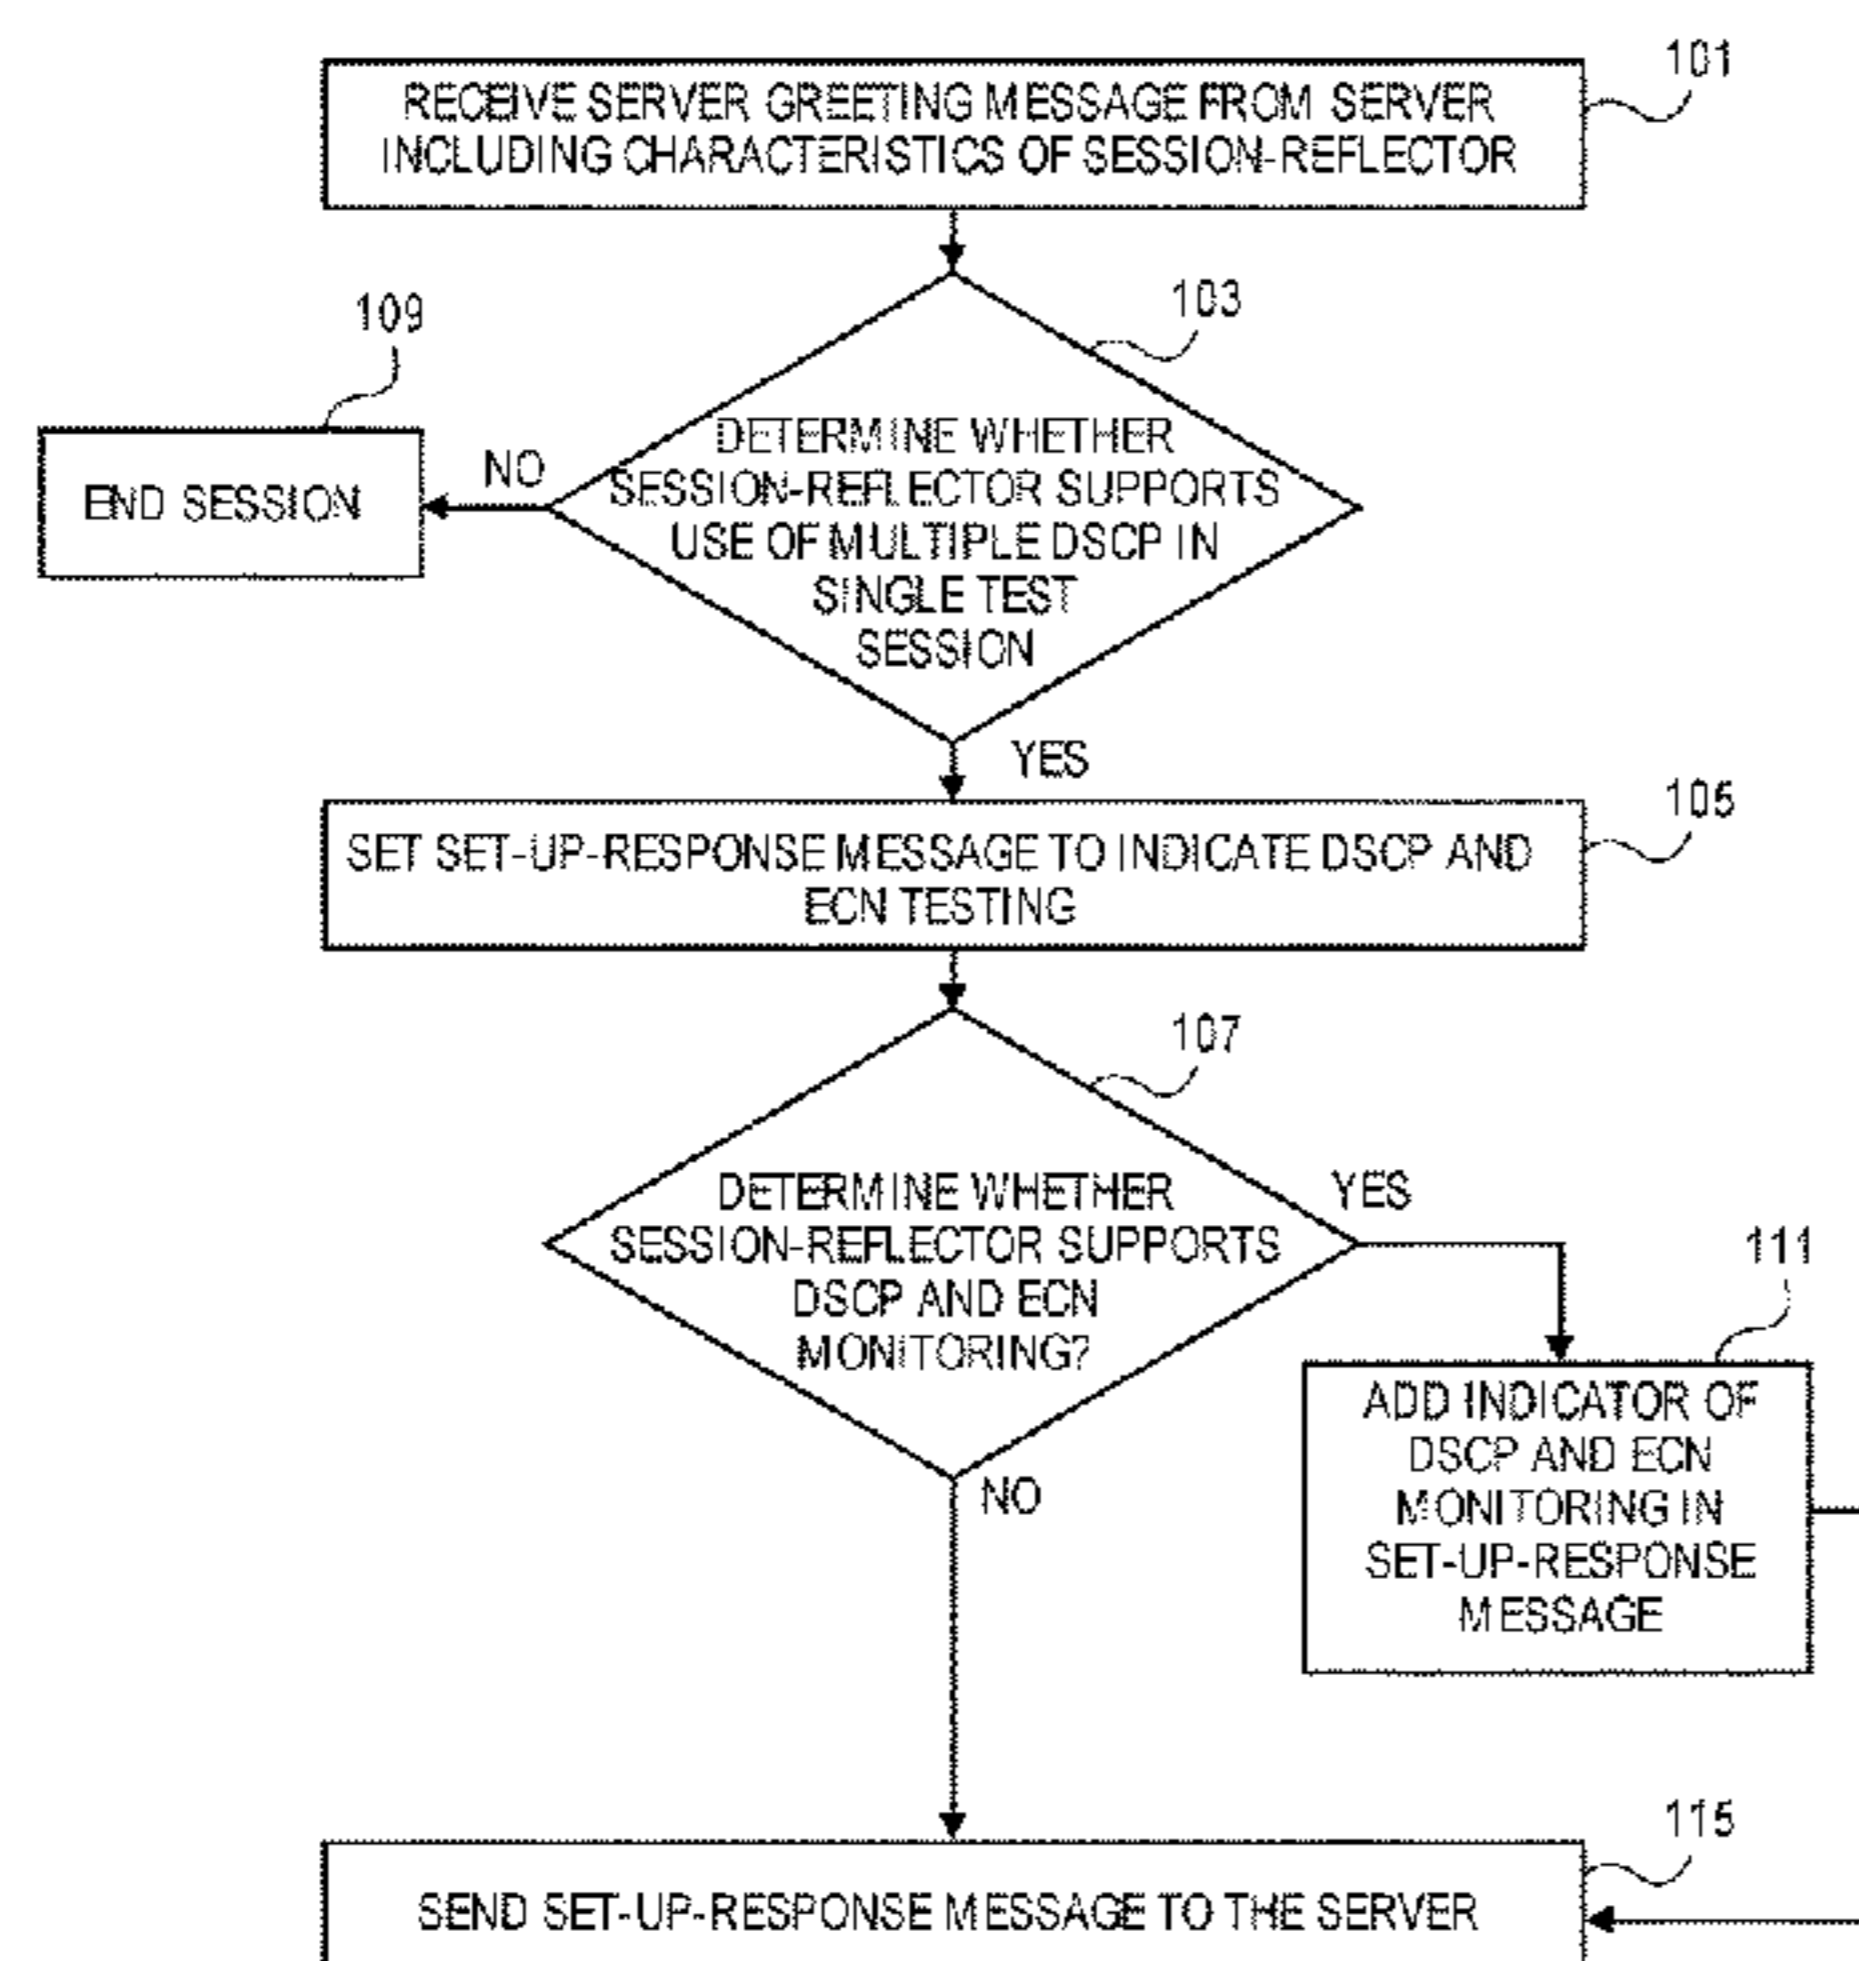 101
RECEIVE SERVER GREETING MESSAGE FROM SERVER
INCLUDING CHARACTERISTICS OF SESSION-REFLECTOR
103
109
DETERMINE WHETHER
SESSION-REFLECTOR SUPPORTS
USE OF MULTIPLE DSCP IN
SINGLE TEST
SESSION
NO
END SESSION
YES
105
SET SET-UP-RESPONSE MESSAGE TO INDICATE DSCP AND
ECN TESTING
107
DETERMINE WHETHER
SESSION-REFLECTOR SUPPORTS
DSCP AND ECN
MONITORING?
YES
111
ADD INDICATOR OF
DSCP AND ECN
MONITORING IN
SET-UP-RESPONSE
MESSAGE
NO
115
SEND SET-UP-RESPONSE MESSAGE TO THE SERVER